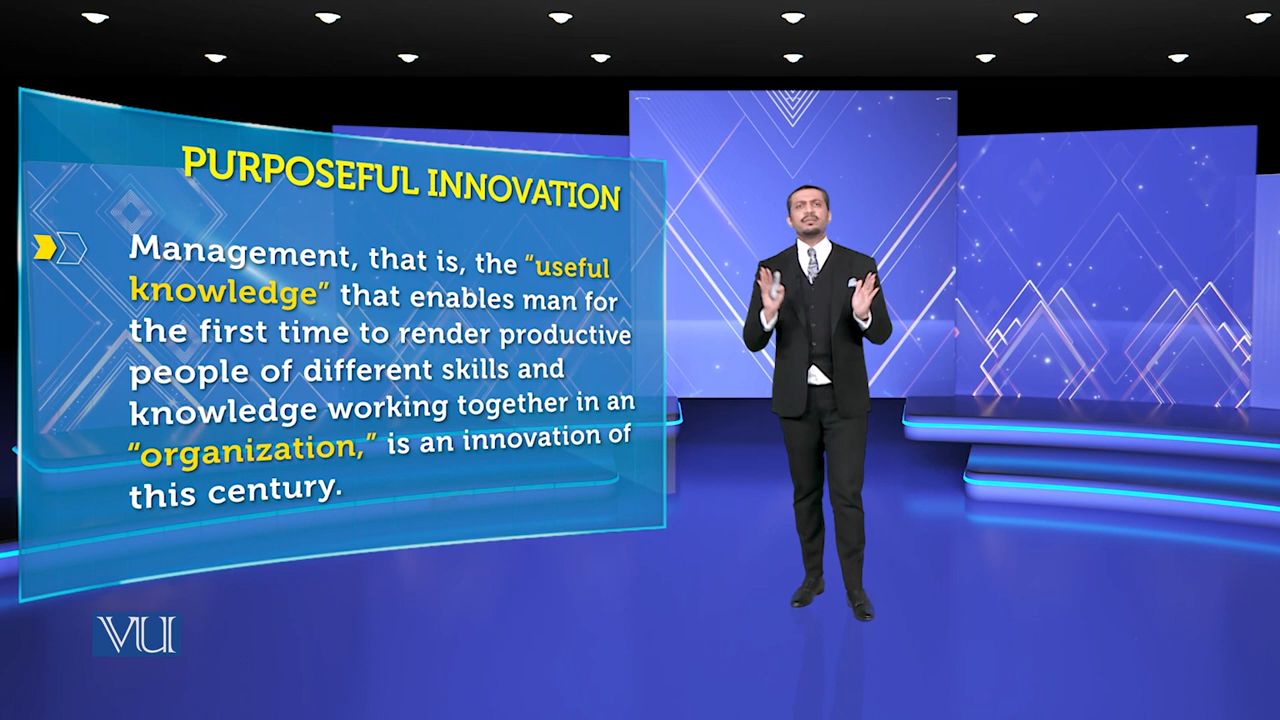 PURPOSEFUL INNOVATION
Management, that is, the “useful
knowledge” that enables man for
the first time to render productive
people of different skills and
knowledge working together in an
“organization,” is an innovation of
this century.
VU